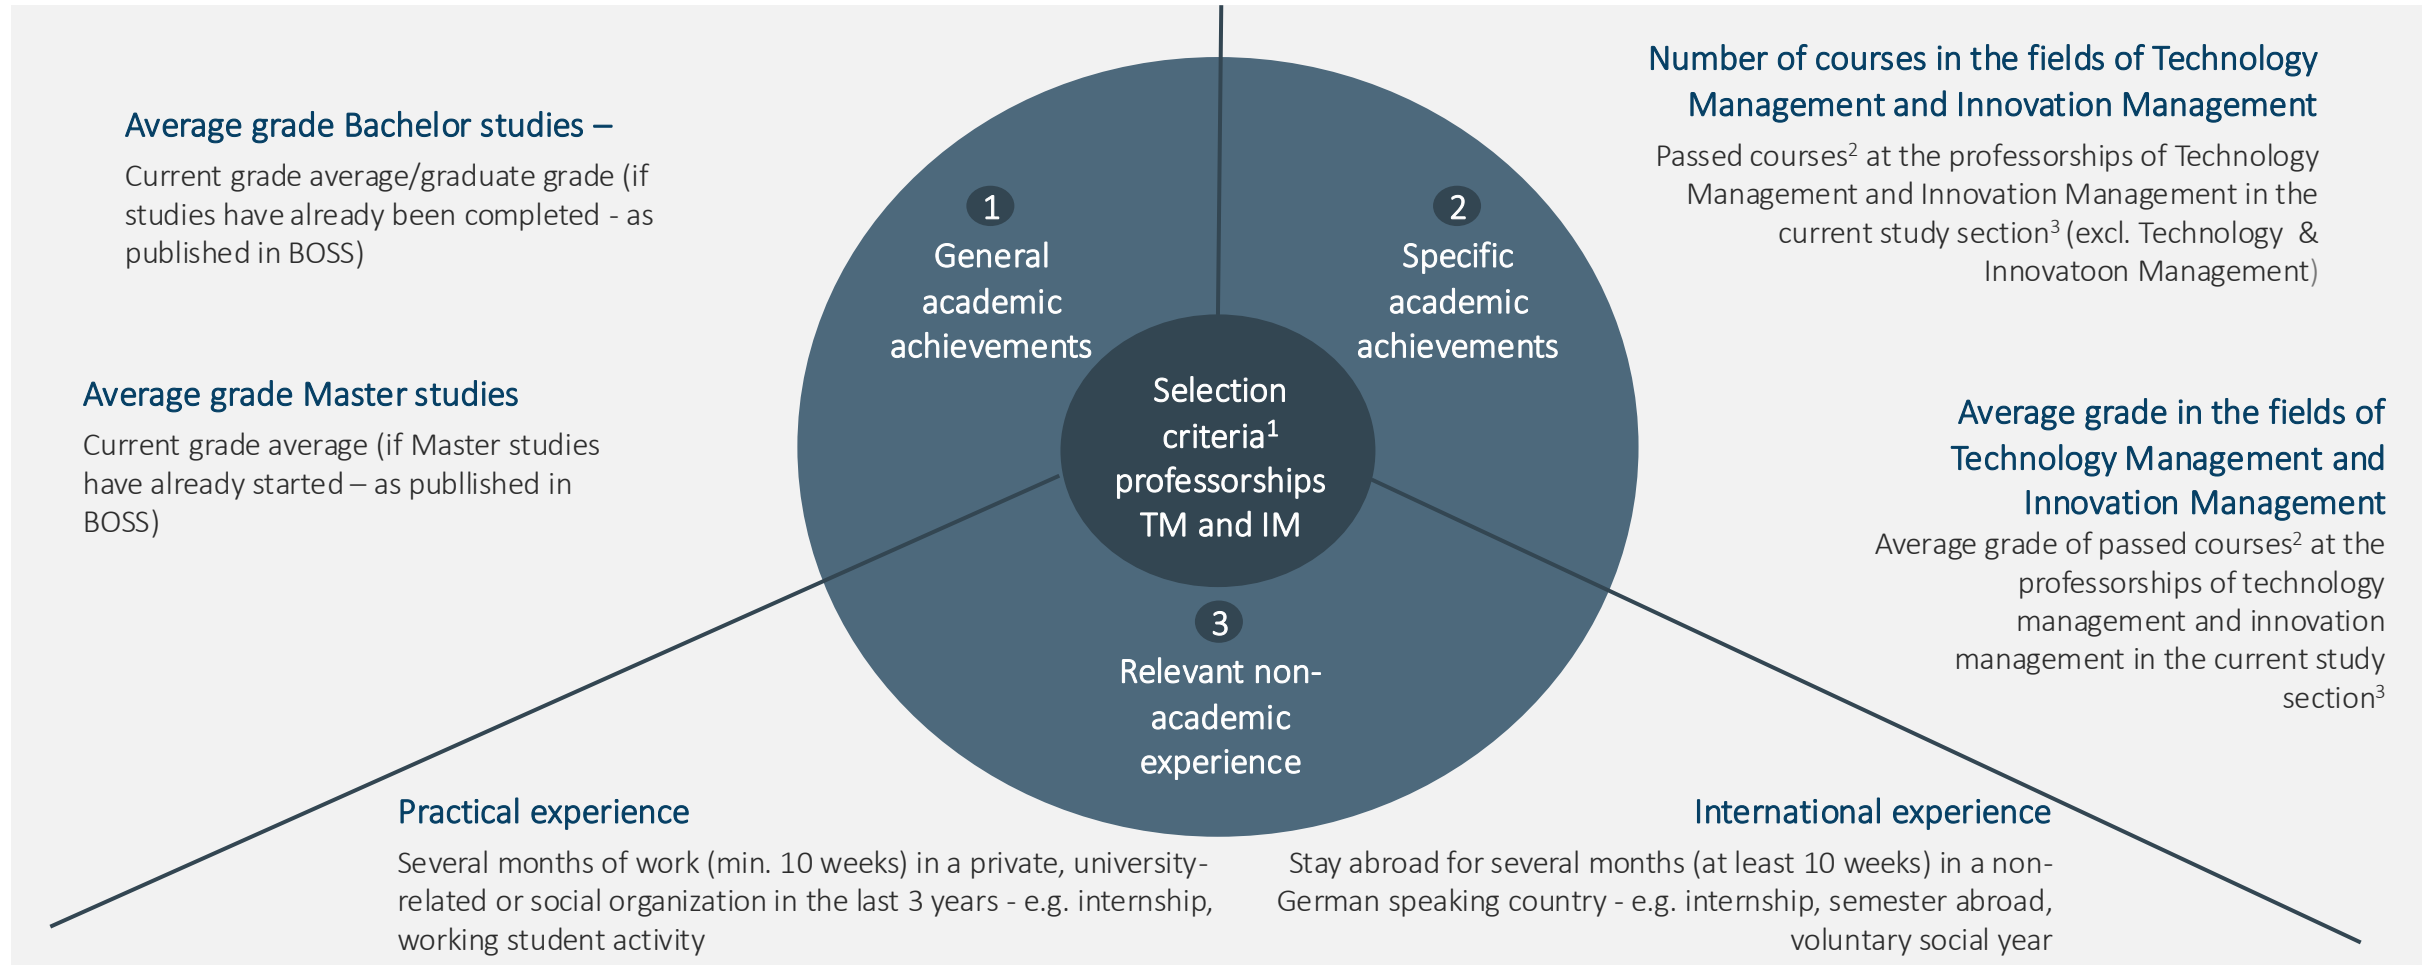 Average grade Bachelor studies –
Current grade average/graduate grade (if
studies have already been completed - as
published in BOSS)
Average grade Master studies
Current grade average (if Master studies
have already started – as publlished in
BOSS)
1
General
academic
achievements
2
Specific
academic
achievements
Selection
criteria¹
professorships
TM and IM
3
Relevant non-
academic
experience
Number of courses in the fields of Technology
Management and Innovation Management
Passed courses² at the professorships of Technology
Management and Innovation Management in the
current study section³ (excl. Technology & 
Innovatoon Management)
Average grade in the fields of
Technology Management and
Innovation Management
Average grade of passed courses² at the
professorships of technology
management and innovation
management in the current study
section³
Practical experience
Several months of work (min. 10 weeks) in a private, university-
related or social organization in the last 3 years - e.g. internship,
working student activity
International experience
Stay abroad for several months (at least 10 weeks) in a non-
German speaking country - e.g. internship, semester abroad,
voluntary social year